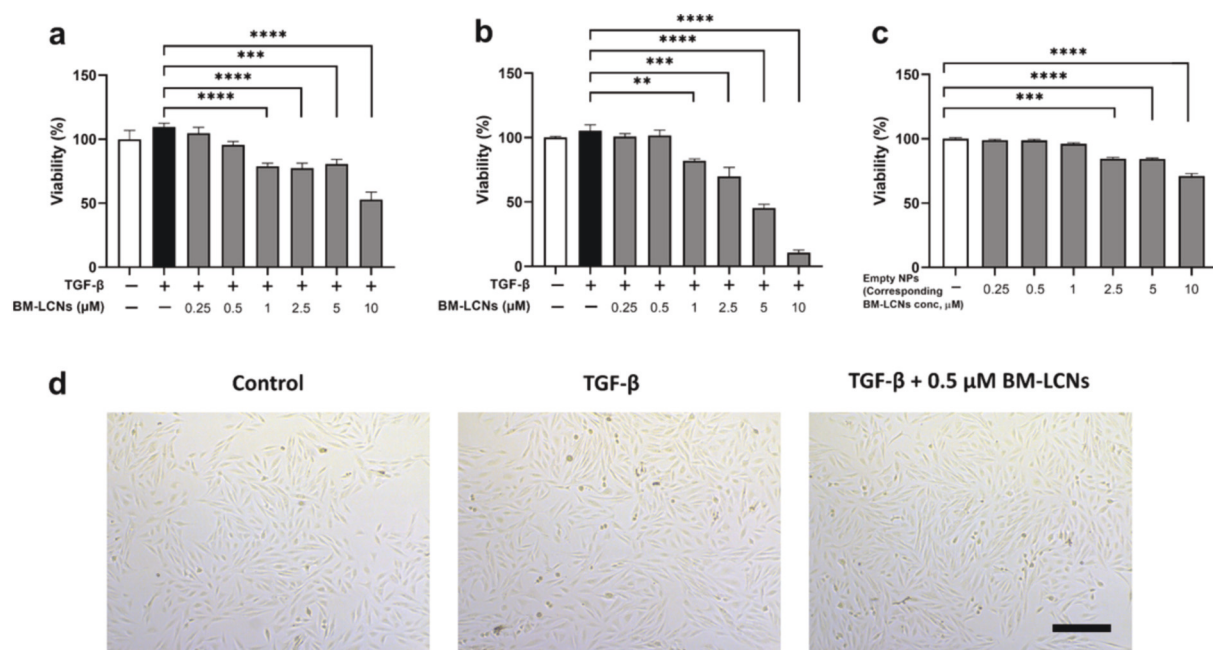 a
****
***
****
****
Viability (%)
150
100
50
0
TGF-β − + + + + + + +
BM-LCNs (μM) − − 0.25 0.5 1 2.5 5 10
b
****
****
***
**
Viability (%)
150
100
50
0
TGF-β − + + + + + + +
BM-LCNs (μM) − − 0.25 0.5 1 2.5 5 10
c
****
****
***
Viability (%)
150
100
50
0
Empty NPs
(Corresponding
BM-LCNs conc, μM)
− 0.25 0.5 1 2.5 5 10
d
Control
TGF-β
TGF-β + 0.5 μM BM-LCNs